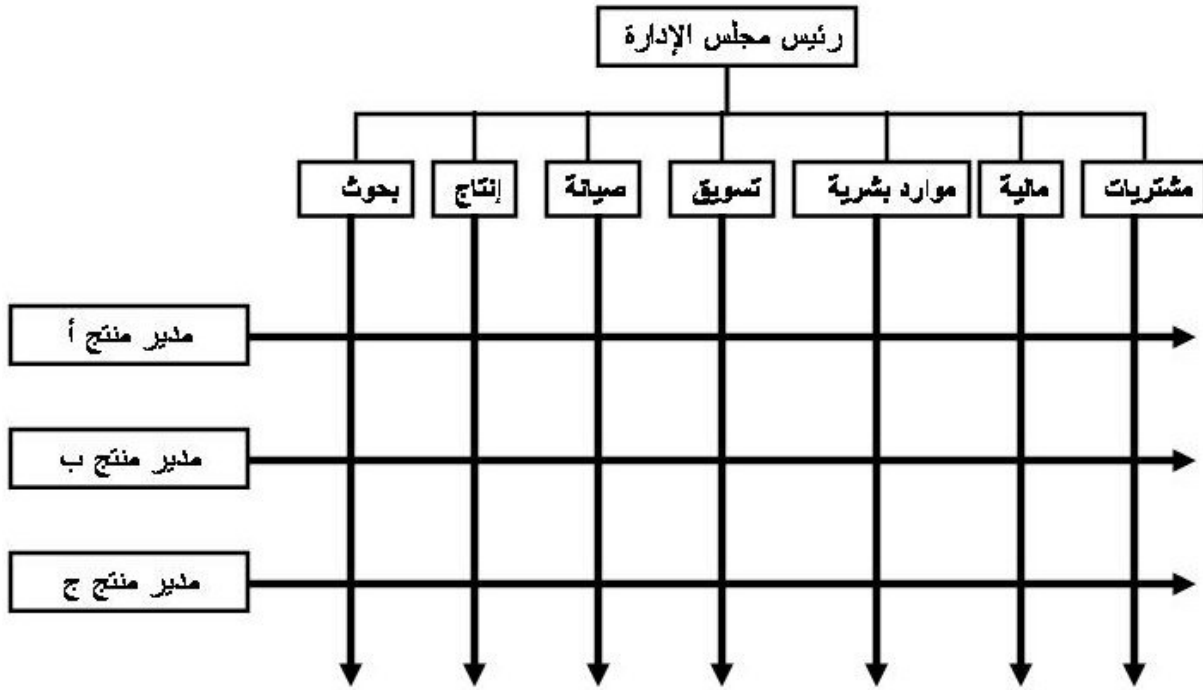 رئيس مجلس الإدارة
مشتريات
مالية
موارد بشرية
تسويق
صيانة
إنتاج
بحوث
مدير منتج أ
مدير منتج ب
مدير منتج ج